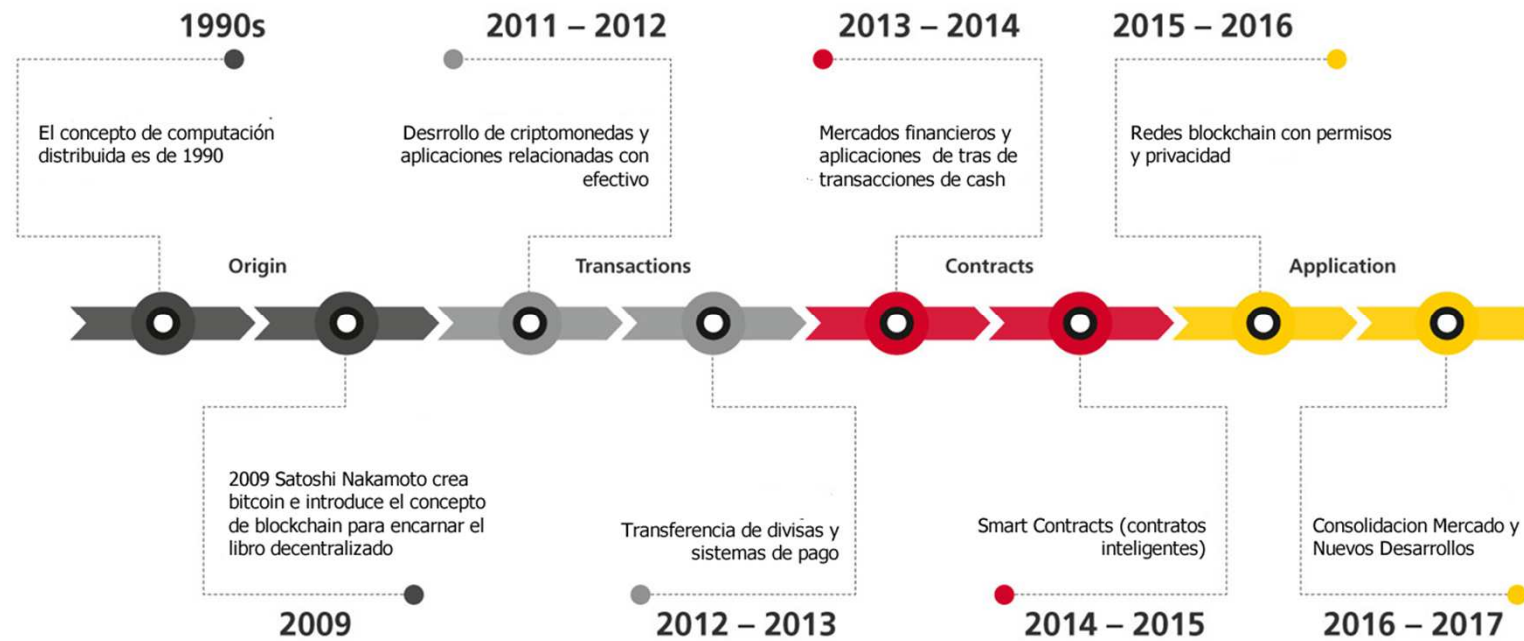 1990s
2011 – 2012
2013 – 2014
2015 – 2016
El concepto de computación
distribuida es de 1990
Desrrollo de criptomonedas y
aplicaciones relacionadas con
efectivo
Mercados financieros y
aplicaciones de tras de
transacciones de cash
Redes blockchain con permisos
y privacidad
Origin
Transactions
Contracts
Application
2009 Satoshi Nakamoto crea
bitcoin e introduce el concepto
de blockchain para encarnar el
libro decentralizado
Transferencia de divisas y
sistemas de pago
Smart Contracts (contratos
inteligentes)
Consolidacion Mercado y
Nuevos Desarrollos
2009
2012 – 2013
2014 – 2015
2016 – 2017